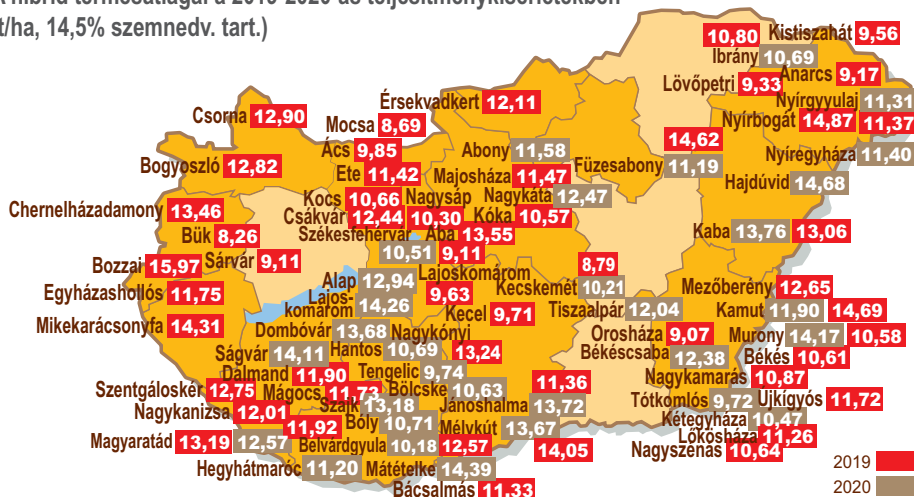 k hibrid termésátlagai a 2019-2020-as teljesítménykísérletekben
t/ha, 14,5% szemnedv. tart.)
10,80 Kistiszahát 9,56
Ibrány 10,69
Lövőpetri 9,33 Anarcs 9,17
Nyírgyulaj 11,31
Érsekvadkert 12,11
Csorna 12,90
Mocsa 8,69
Nyírbogát 14,87 11,37
Ács 9,85
Abony 11,58
14,62
Füzesabony 11,19
Nyíregyháza 11,40
Bogyoszló 12,82
Ete 11,42
Majosháza 11,47
Hajdúvid 14,68
Kocs 10,66 Nagysáp
Nagykáta 12,47
Chernelházadamony 13,46
Csákvár 12,44 10,30 Kóka 10,57
Bük 8,26
Székesfehérvár Aba 13,55
Kaba 13,76 13,06
10,51 9,11
Bozzai 15,97 Sárvár 9,11
Lajoskomárom
8,79
Kecskemét 10,21
Alap 12,94
9,63
Mezőberény 12,65
Egyházashollós 11,75
Lajos-
komárom 14,26
Kecel 9,71
Tiszaalpár 12,04
Kamut 11,90 14,69
Mikekarácsonyfa 14,31
Dombóvár 13,68 Nagykónyi
Orosháza 9,07
Murony 14,17 10,58
Ságvár 14,11 Hantos 10,69 13,24
Békéscsaba 12,38
Békés 10,61
Dalmand 11,90 Tengelic 9,74
Nagykamarás 10,87
Szentgáloskér 12,75 Mágocs 11,73 Bölcske 10,63
11,36
Tótkomlós 9,72 Újkígyós 11,72
Nagykanizsa 12,01
Szajk 13,18
Jánoshalma 13,72
Kétegyháza 10,47
11,92 Bóly 10,71 Mélykút 13,67
Lőkösháza 11,26
Magyaratád 13,19 12,57
Belvárdgyula 10,18 12,57 14,05
Nagyszénás 10,64
Hegyhátmaróc 11,20 Mátételke 14,39
Bácsalmás 11,33
2019
2020